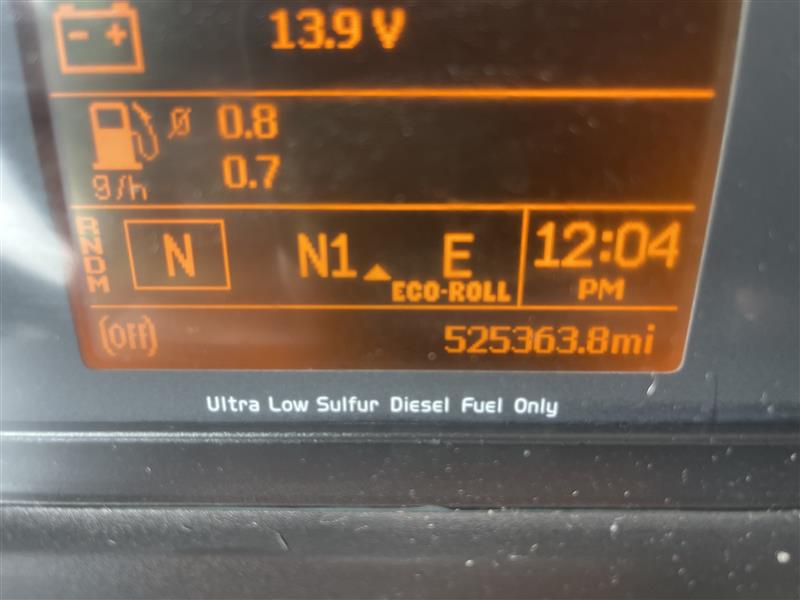 13.9 V
ø 0.8
0.7
g/h
RNDM N N1 E 12:04
ECO-ROLL PM
(OFF) 525363.8mi
Ultra Low Sulfur Diesel Fuel Only